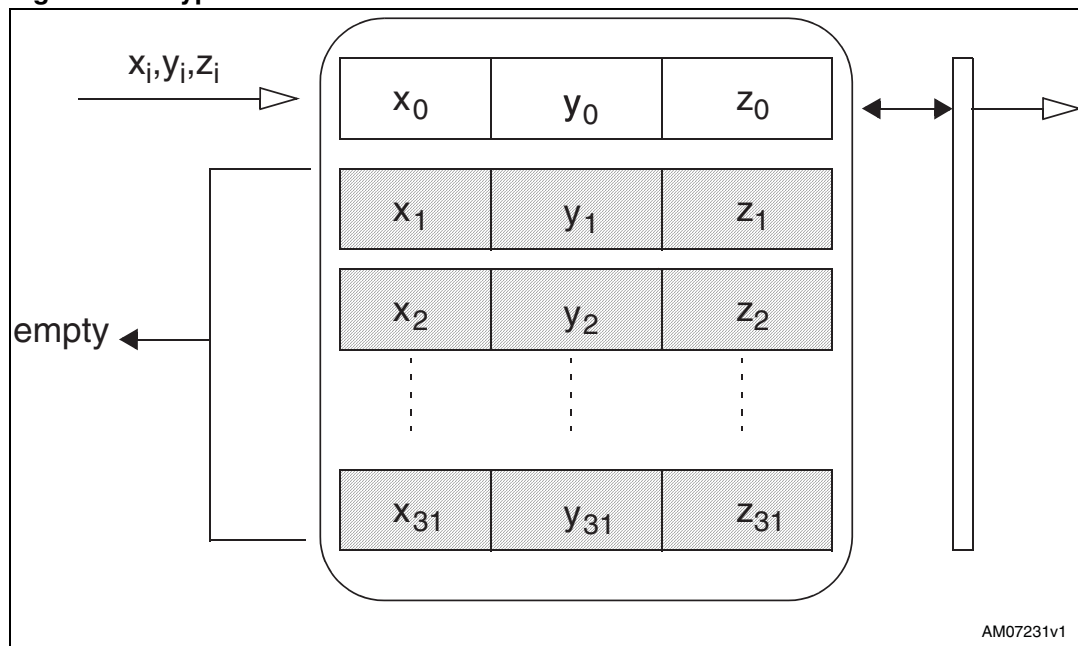 xᵢ,yᵢ,zᵢ
x₀ y₀ z₀
x₁ y₁ z₁
x₂ y₂ z₂
empty
x₃₁ y₃₁ z₃₁
AM07231v1